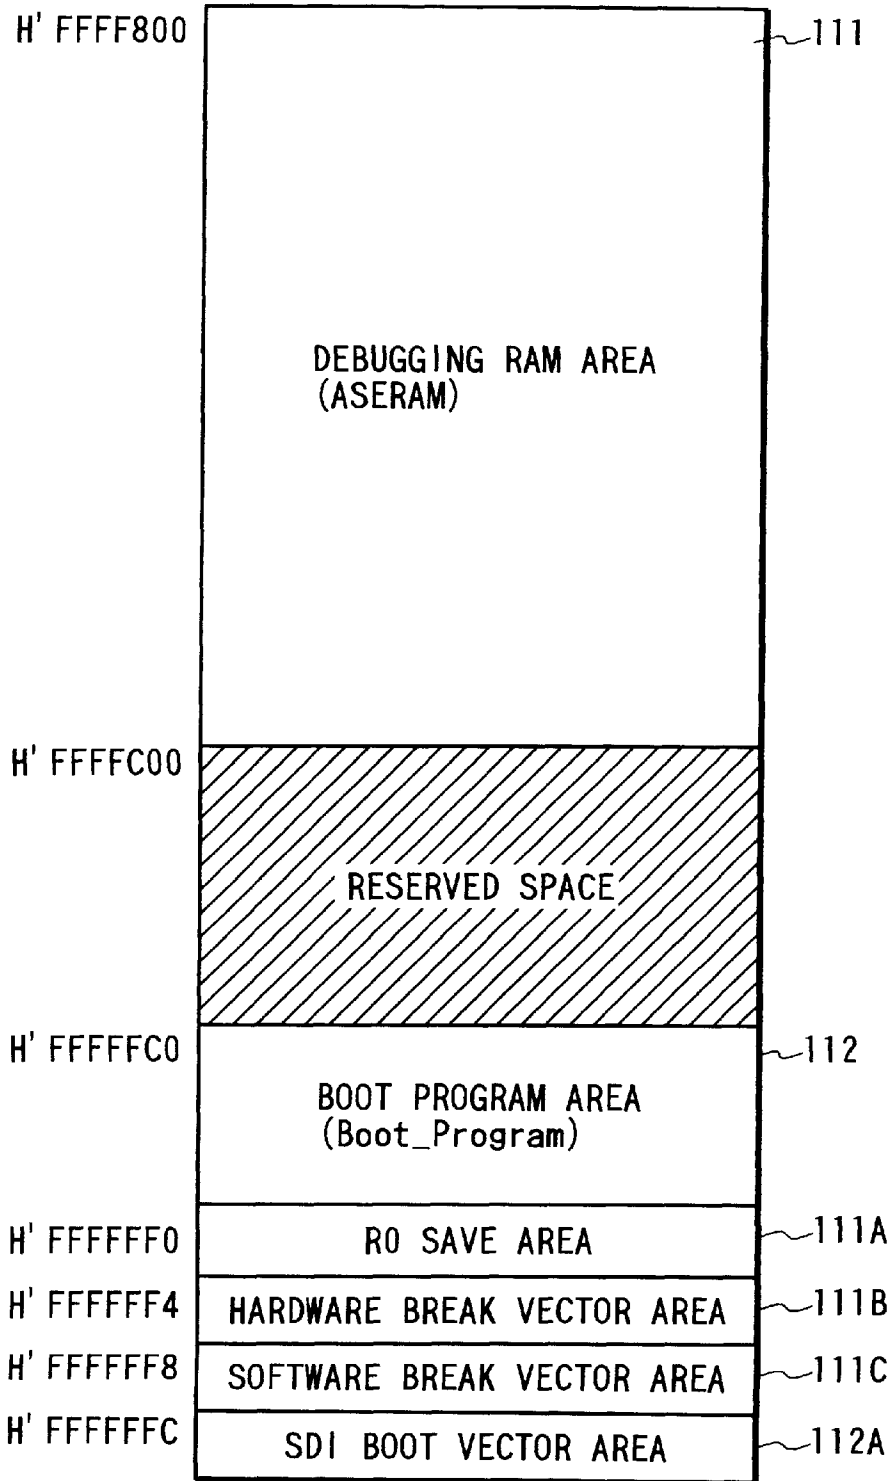 H' FFFF800
111
DEBUGGING RAM AREA
(ASERAM)
H' FFFFC00
RESERVED SPACE
H' FFFFFC0
112
BOOT PROGRAM AREA
(Boot_Program)
H' FFFFFF0
R0 SAVE AREA
111A
H' FFFFFF4
HARDWARE BREAK VECTOR AREA
111B
H' FFFFFF8
SOFTWARE BREAK VECTOR AREA
111C
H' FFFFFFC
SDI BOOT VECTOR AREA
112A